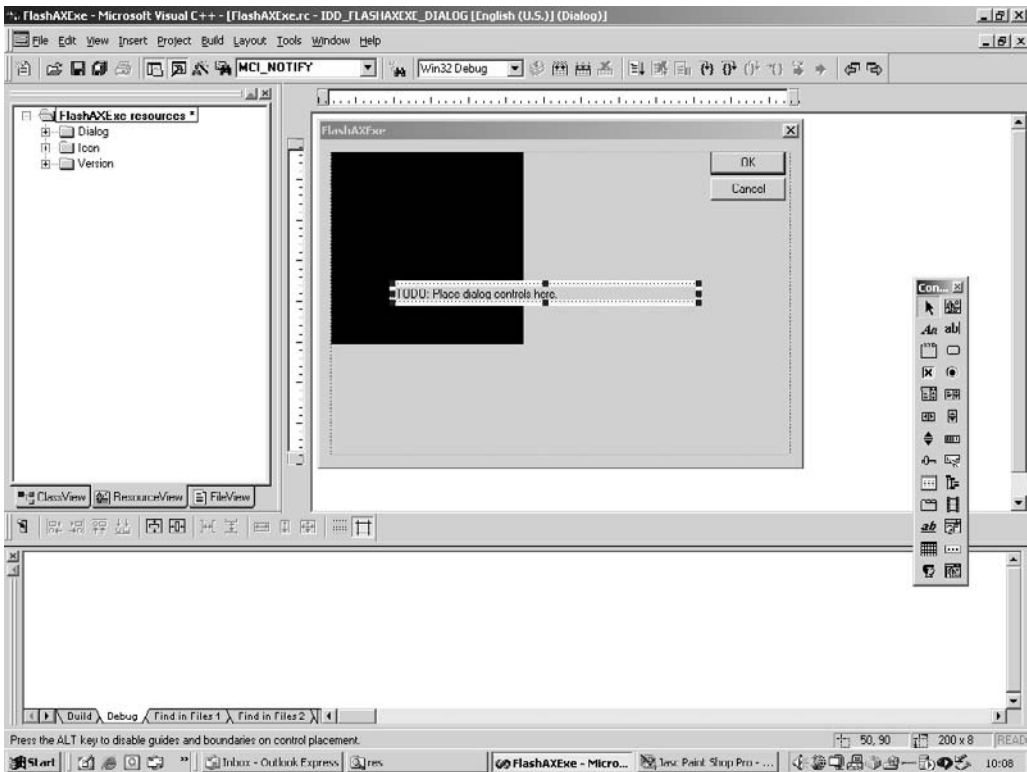 FlashAXExe - Microsoft Visual C++ - [FlashAXExe.rc - IDD_FLASHAXEXE_DIALOG [English (U.S.)] (Dialog)]
File Edit View Insert Project Build Layout Tools Window Help
MCI_NOTIFY Win32 Debug
FlashAXExe resources *
Dialog
Icon
Version
FlashAXExe
OK
Cancel
TODO: Place dialog controls here.
Con...
Aa ab|
ab
ClassView ResourceView FileView
Build Debug Find in Files 1 Find in Files 2
Press the ALT key to disable guides and boundaries on control placement. 50, 90 200 x 8 READ
Start Inbox - Outlook Express res FlashAXExe - Micro... Jasc Paint Shop Pro - ... 10:08